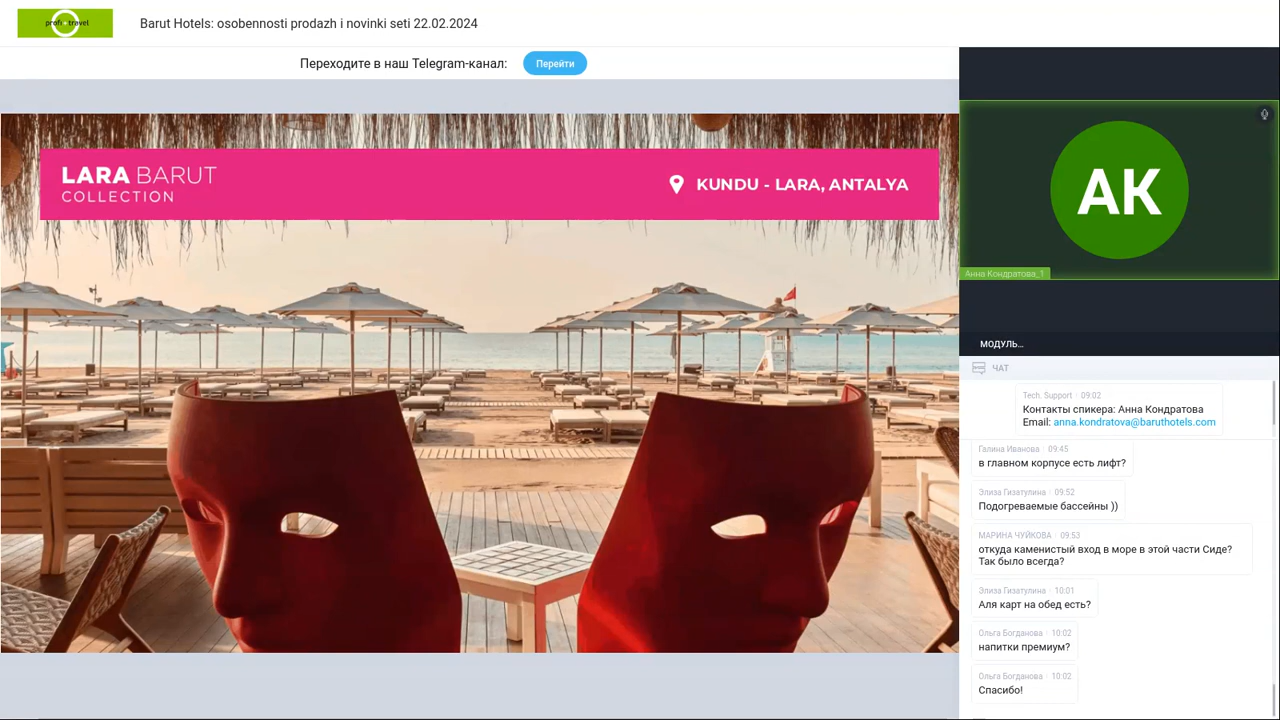 profi travel
Barut Hotels: osobennosti prodazh i novinki seti 22.02.2024
Переходите в наш Telegram-канал:
Перейти
LARA BARUT
COLLECTION
KUNDU - LARA, ANTALYA
АК
Анна Кондратова_1
МОДУЛЬ...
ЧАТ
Tech. Support · 09:02
Контакты спикера: Анна Кондратова
Email: anna.kondratova@baruthotels.com
Галина Иванова · 09:45
в главном корпусе есть лифт?
Элиза Гизатулина · 09:52
Подогреваемые бассейны ))
МАРИНА ЧУЙКОВА · 09:53
откуда каменистый вход в море в этой части Сиде?
Так было всегда?
Элиза Гизатулина · 10:01
Аля карт на обед есть?
Ольга Богданова · 10:02
напитки премиум?
Ольга Богданова · 10:02
Спасибо!